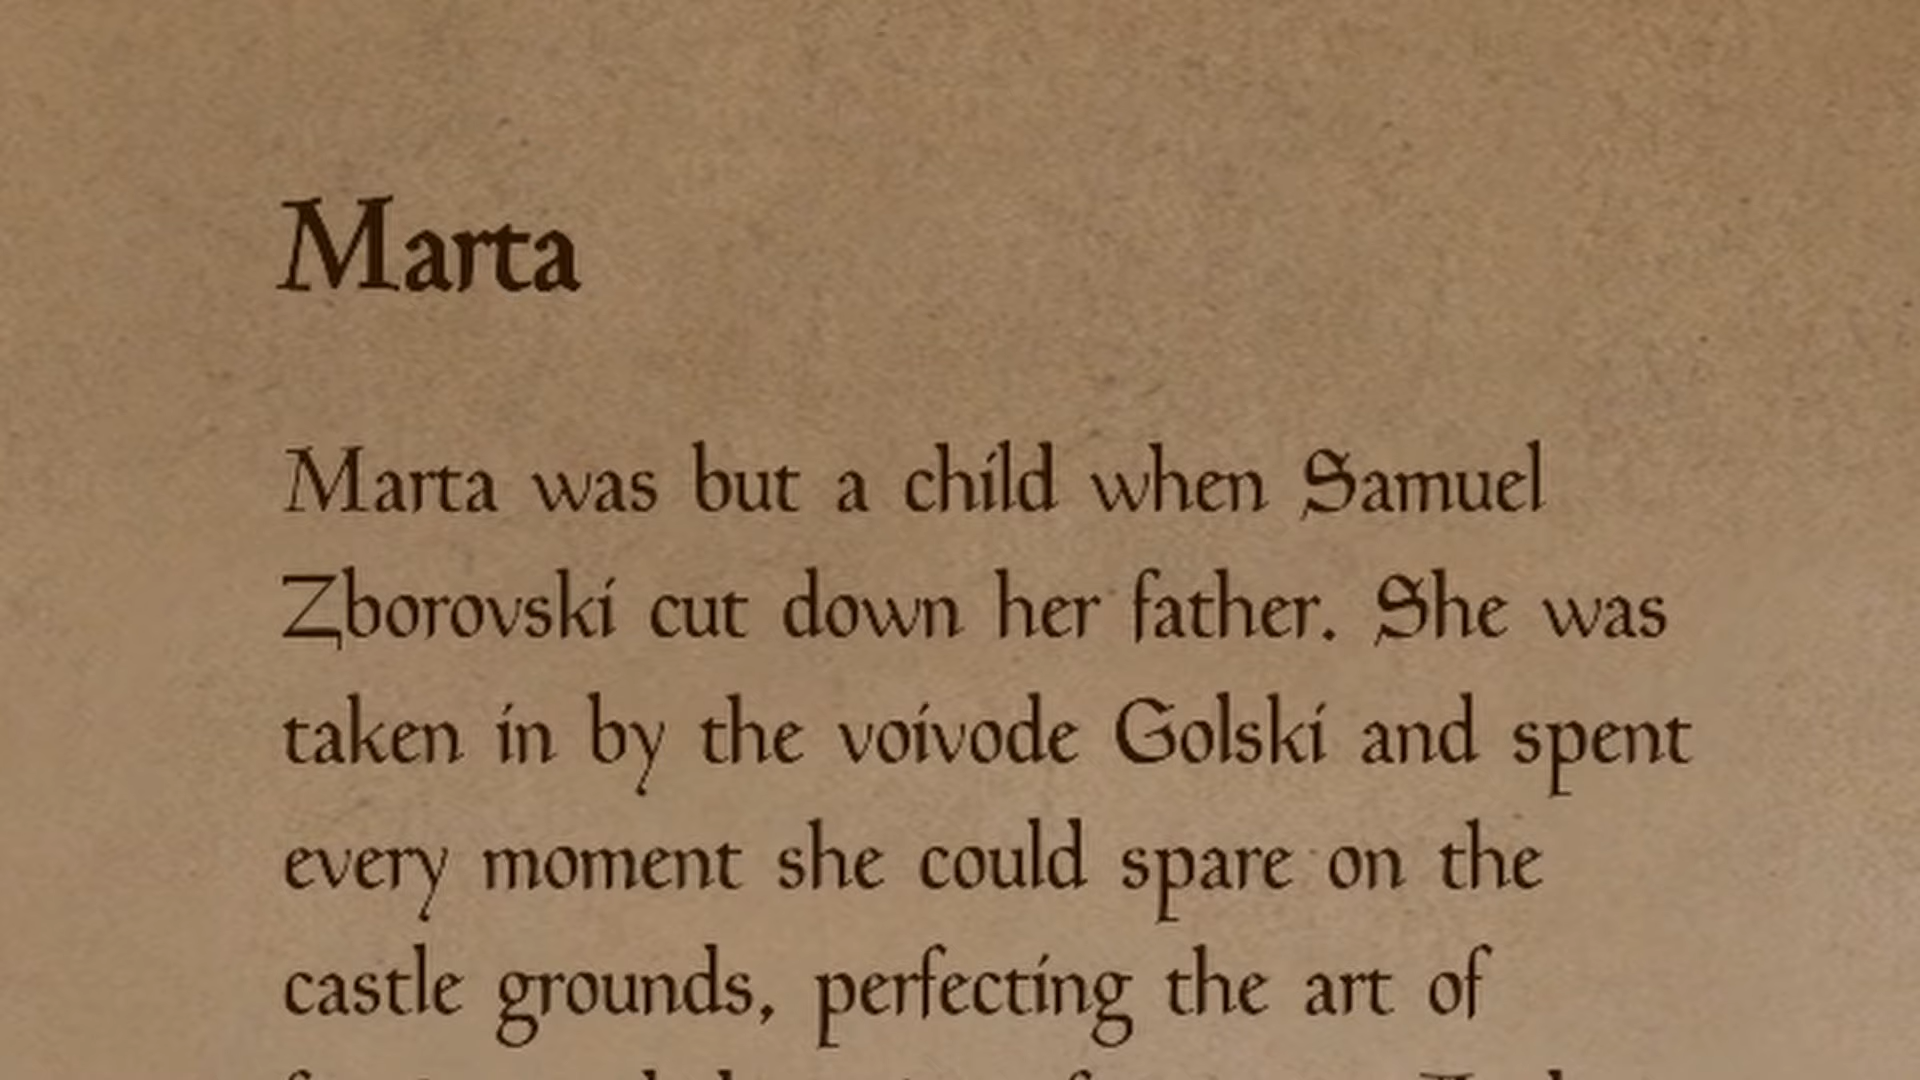 Marta
Marta was but a child when Samuel
Zborovski cut down her father. She was
taken in by the voivode Golski and spent
every moment she could spare on the
castle grounds, perfecting the art of